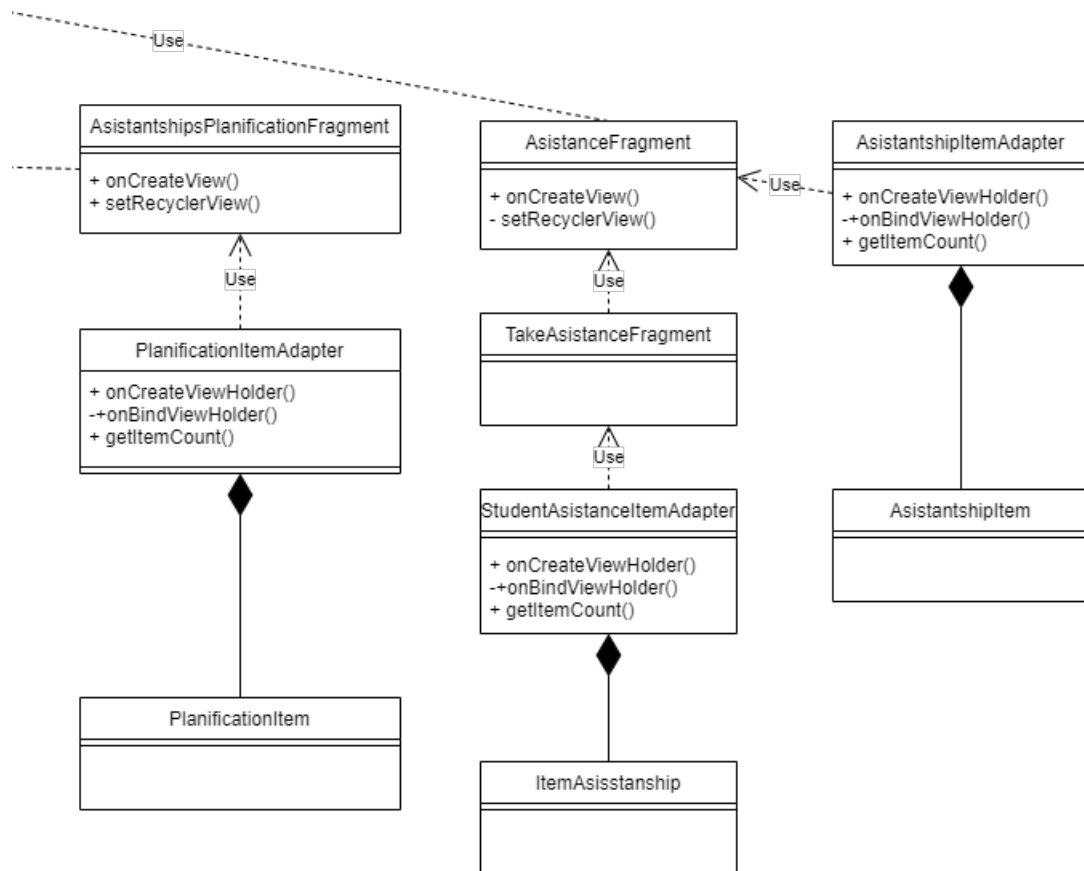 Use
AsistantshipsPlanificationFragment
+ onCreateView()
+ setRecyclerView()
AsistanceFragment
+ onCreateView()
- setRecyclerView()
AsistantshipItemAdapter
+ onCreateViewHolder()
-+onBindViewHolder()
+ getItemCount()
Use
Use
Use
PlanificationItemAdapter
+ onCreateViewHolder()
-+onBindViewHolder()
+ getItemCount()
TakeAsistanceFragment
Use
StudentAsistanceItemAdapter
+ onCreateViewHolder()
-+onBindViewHolder()
+ getItemCount()
AsistantshipItem
PlanificationItem
ItemAsisstanship